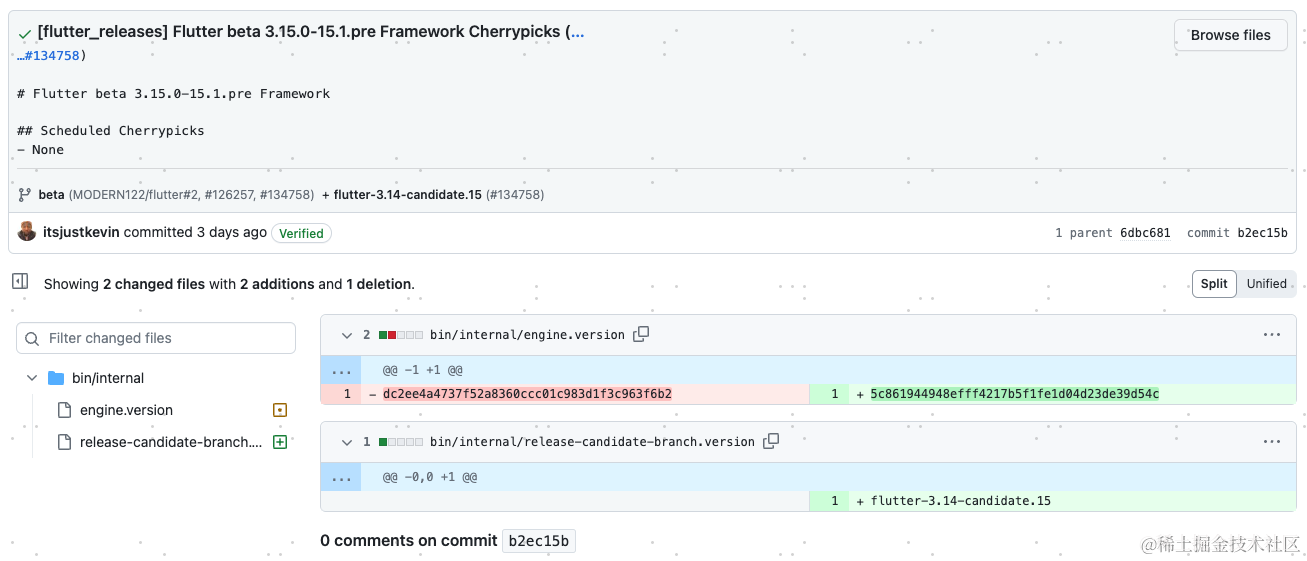 [flutter_releases] Flutter beta 3.15.0-15.1.pre Framework Cherrypicks (…
Browse files
…#134758)
# Flutter beta 3.15.0-15.1.pre Framework
## Scheduled Cherrypicks
- None
beta (MODERN122/flutter#2, #126257, #134758) + flutter-3.14-candidate.15 (#134758)
itsjustkevin committed 3 days ago Verified
1 parent 6dbc681 commit b2ec15b
Showing 2 changed files with 2 additions and 1 deletion.
Split Unified
Filter changed files
bin/internal
engine.version
release-candidate-branch....
2 bin/internal/engine.version
...
... @@ -1 +1 @@
1 - dc2ee4a4737f52a8360ccc01c983d1f3c963f6b2
1 + 5c861944948efff4217b5f1fe1d04d23de39d54c
1 bin/internal/release-candidate-branch.version
...
... @@ -0,0 +1 @@
1 + flutter-3.14-candidate.15
0 comments on commit b2ec15b
@稀土掘金技术社区